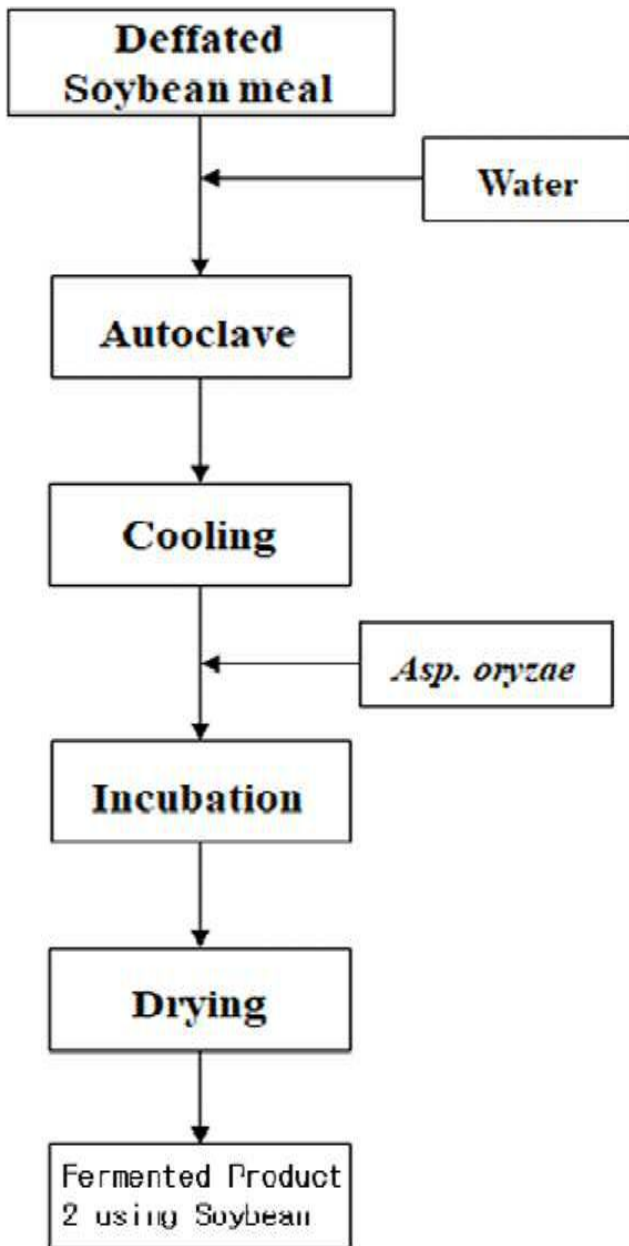 Deffated
Soybean meal
Water
Autoclave
Cooling
Asp. oryzae
Incubation
Drying
Fermented Product
2 using Soybean